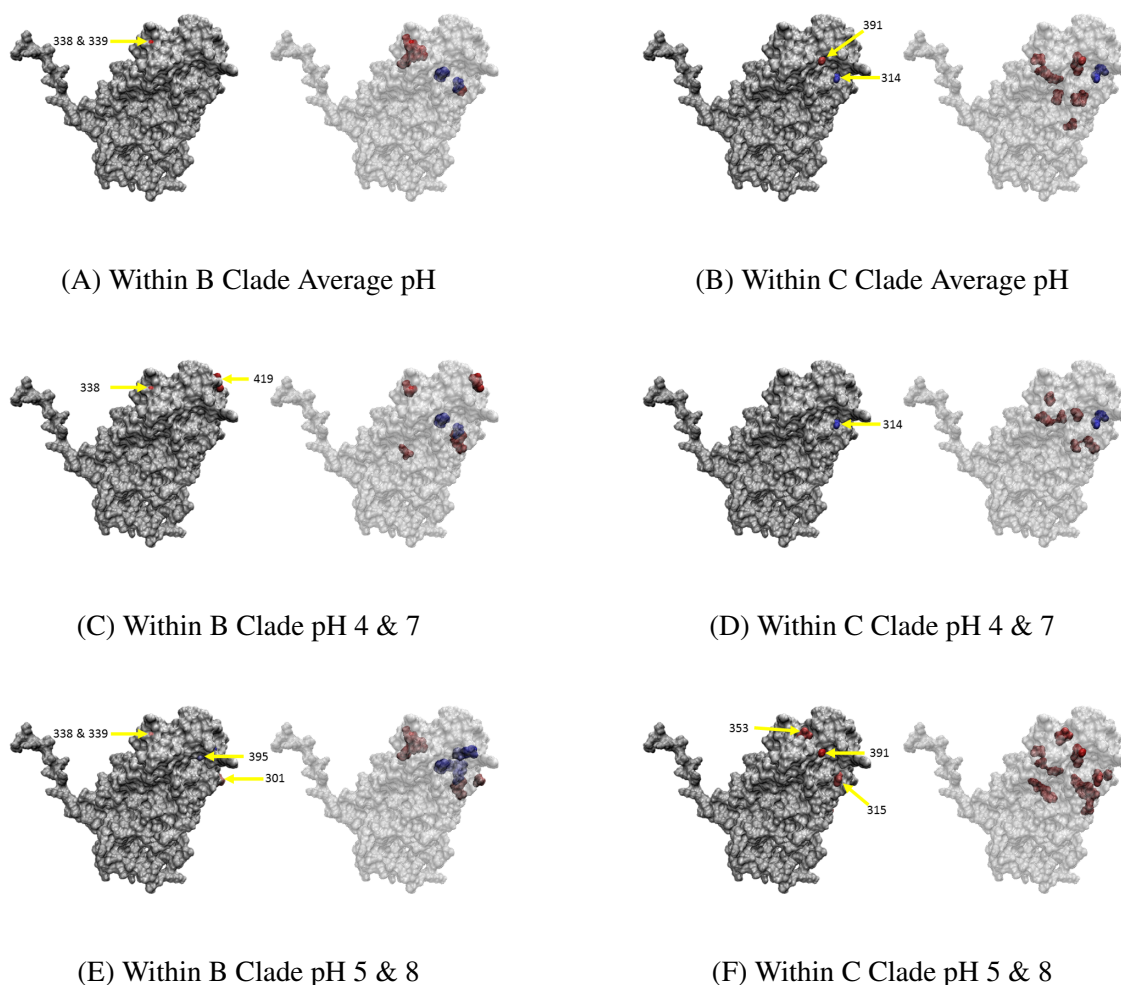 338 & 339
391
314
(A) Within B Clade Average pH
(B) Within C Clade Average pH
338
419
314
(C) Within B Clade pH 4 & 7
(D) Within C Clade pH 4 & 7
338 & 339
395
301
353
391
315
(E) Within B Clade pH 5 & 8
(F) Within C Clade pH 5 & 8